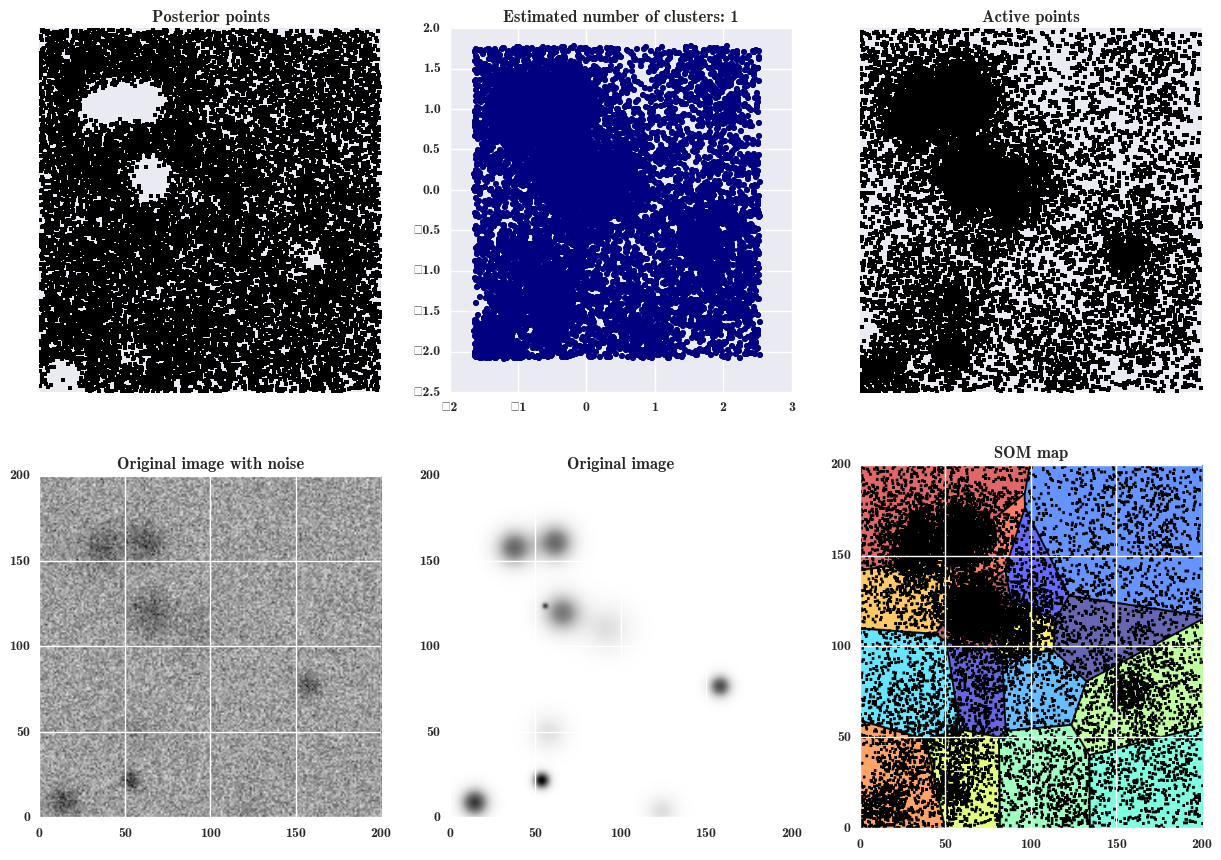 Posterior points
Estimated number of clusters: 1
Active points
2.0
1.5
1.0
0.5
0.0
□0.5
□1.0
□1.5
□2.0
□2.5
□2 □1 0 1 2 3
Original image with noise
200
150
100
50
0
0 50 100 150 200
Original image
200
150
100
50
0
0 50 100 150 200
SOM map
200
150
100
50
0
0 50 100 150 200